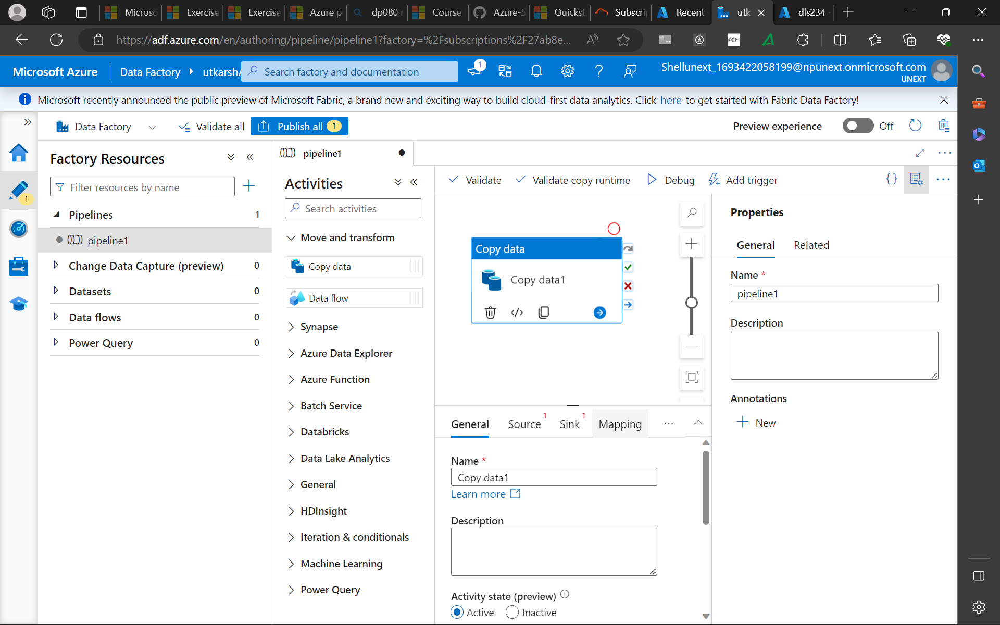 Microso
Exercise
Exercise
Azure p
dp080 r
Course
Azure-S
Quickst
Subscrip
Recent
utk
dls234
https://adf.azure.com/en/authoring/pipeline/pipeline1?factory=%2Fsubscriptions%2F27ab8e...
FCM
Microsoft Azure
Data Factory
utkarshA
Search factory and documentation
1
Shellunext_1693422058199@npunext.onmicrosoft.com
UNEXT
Microsoft recently announced the public preview of Microsoft Fabric, a brand new and exciting way to build cloud-first data analytics. Click here to get started with Fabric Data Factory!
Data Factory
Validate all
Publish all 1
Preview experience
Off
Factory Resources
Filter resources by name
1
Pipelines 1
pipeline1
Change Data Capture (preview) 0
Datasets 0
Data flows 0
Power Query 0
pipeline1
Activities
Search activities
Move and transform
Copy data
Data flow
Synapse
Azure Data Explorer
Azure Function
Batch Service
Databricks
Data Lake Analytics
General
HDInsight
Iteration & conditionals
Machine Learning
Power Query
Validate
Validate copy runtime
Debug
Add trigger
Copy data
Copy data1
General
Source 1
Sink 1
Mapping
Name *
Copy data1
Learn more
Description
Activity state (preview)
Active
Inactive
Properties
General
Related
Name *
pipeline1
Description
Annotations
New